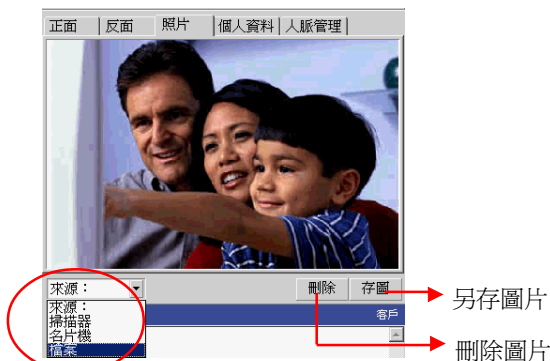 正面 反面 照片 個人資料 人脈管理
來源： 刪除 存圖
另存圖片
來源：
客戶
掃描器
名片機
檔案
刪除圖片